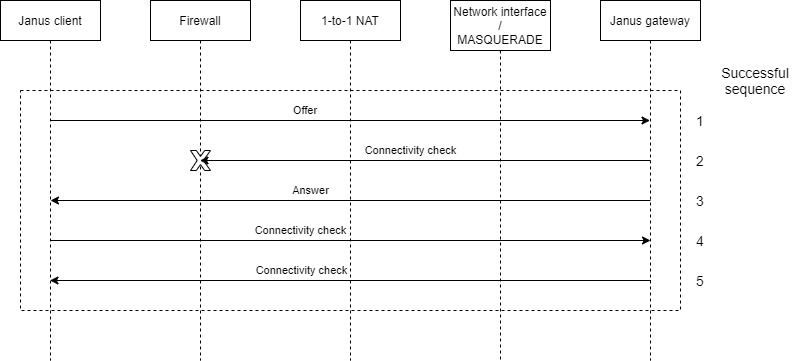 Janus client
Firewall
1-to-1 NAT
Network interface
/
MASQUERADE
Janus gateway
Successful
sequence
Offer
1
Connectivity check
2
Answer
3
Connectivity check
4
Connectivity check
5